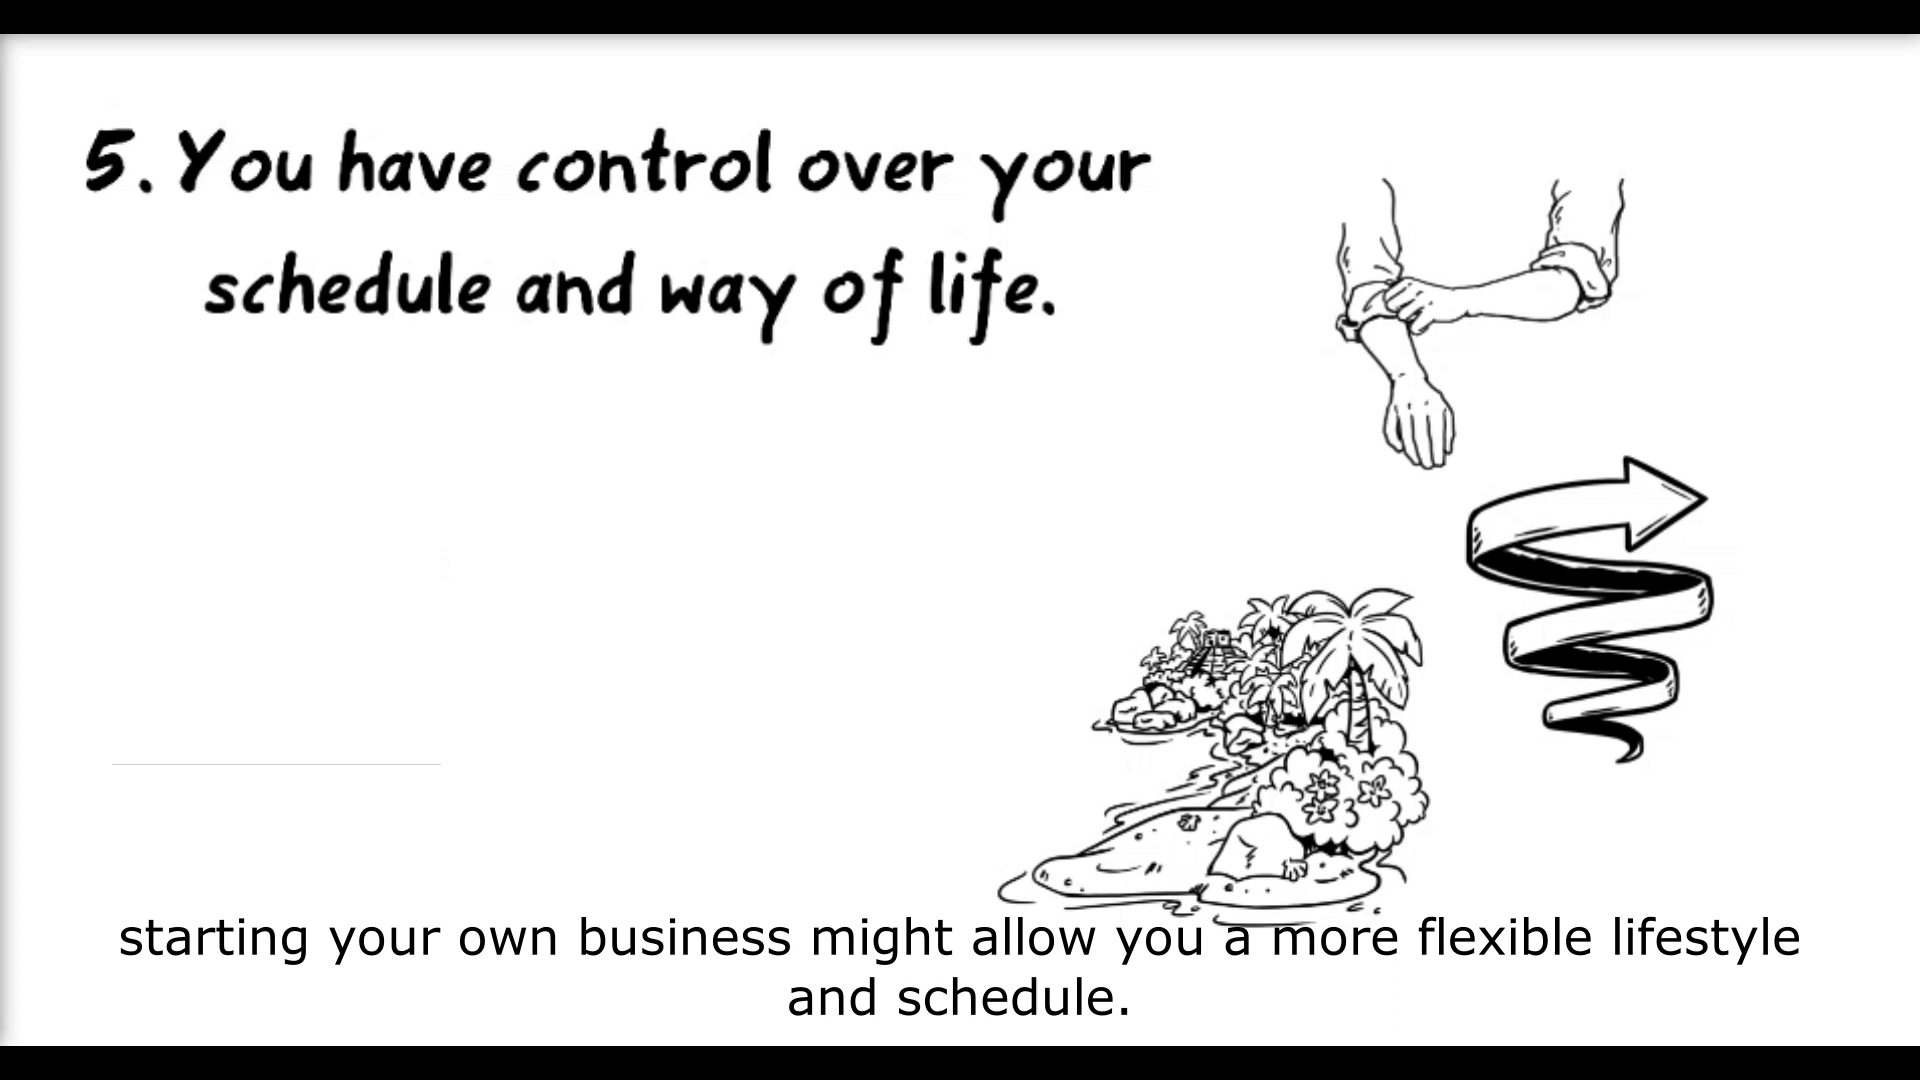 5. You have control over your
schedule and way of life.
starting your own business might allow you a more flexible lifestyle
and schedule.